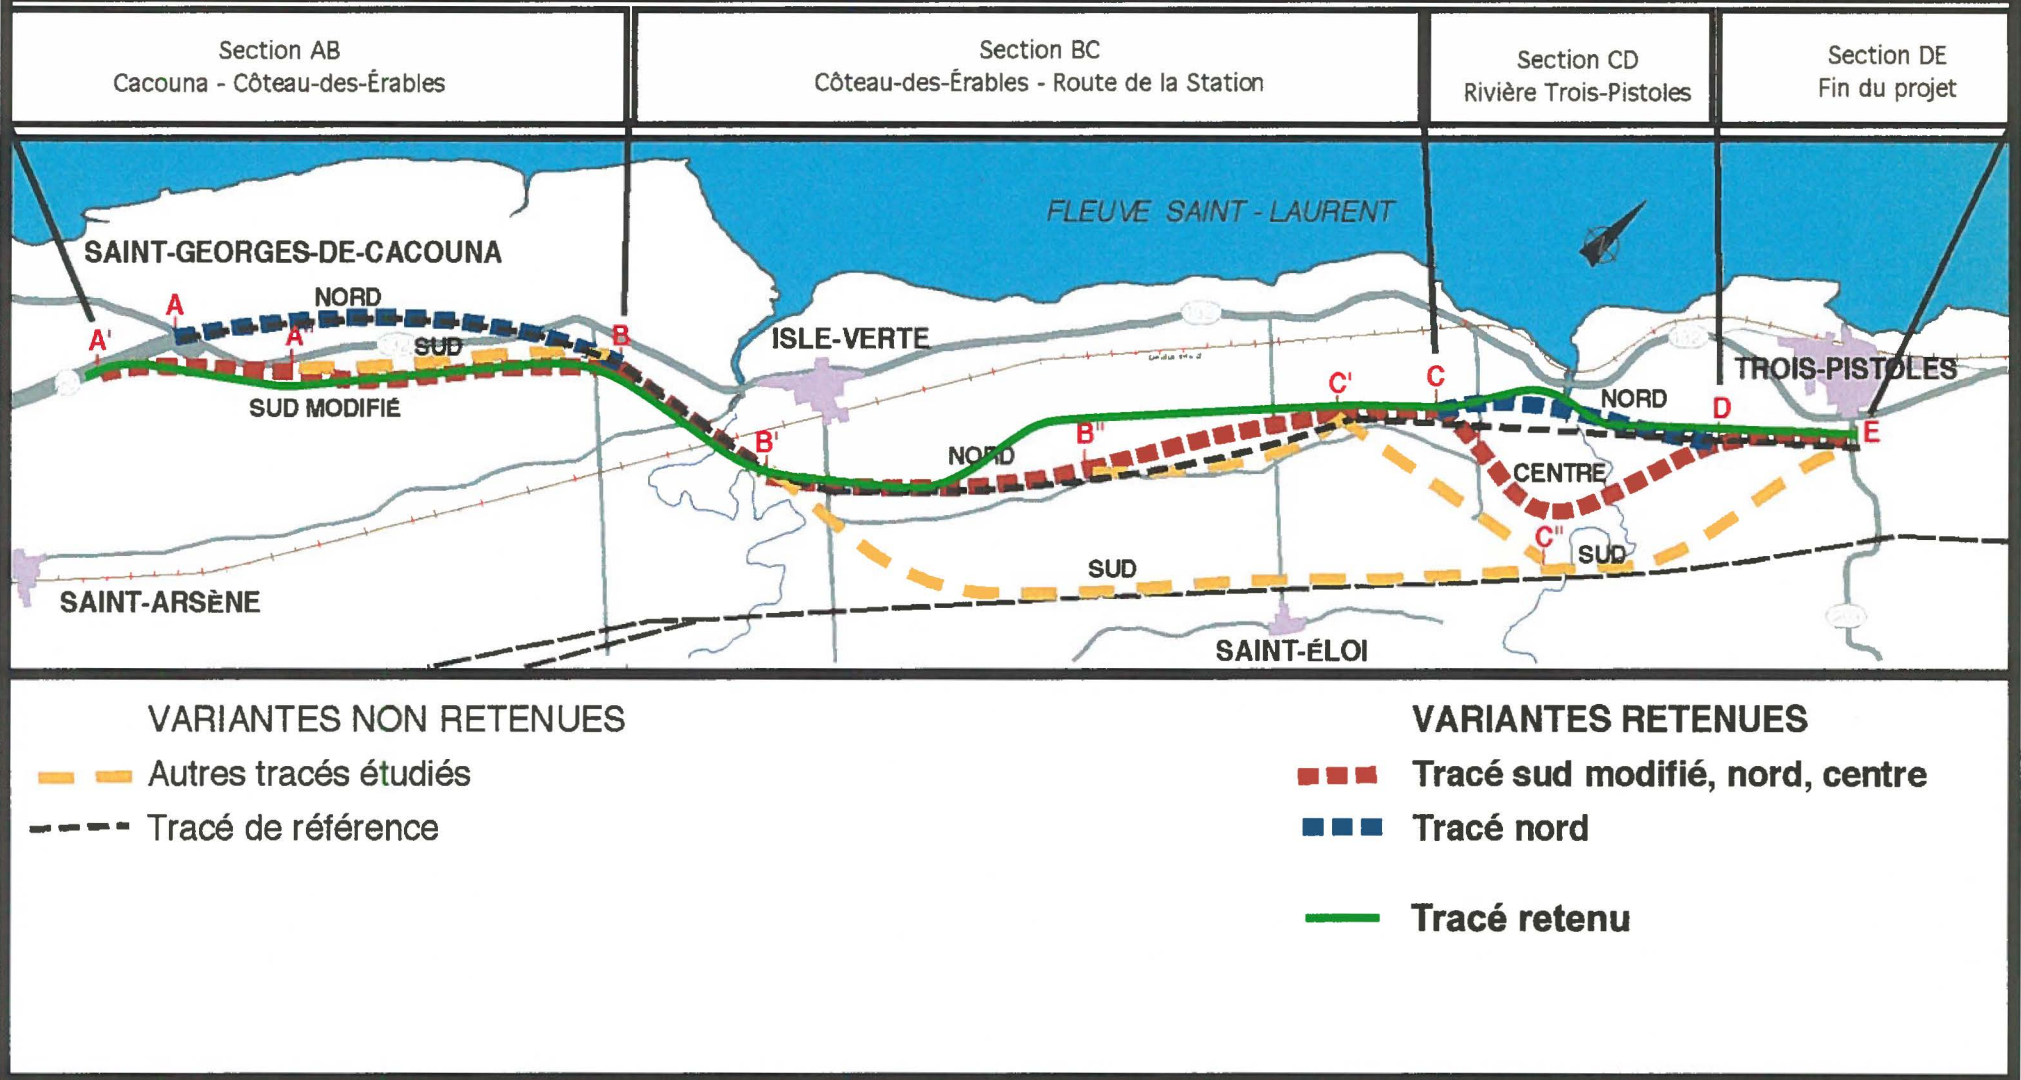 Section AB
Cacouna - Côteau-des-Érables
Section BC
Côteau-des-Érables - Route de la Station
Section CD
Rivière Trois-Pistoles
Section DE
Fin du projet
FLEUVE SAINT-LAURENT
SAINT-GEORGES-DE-CACOUNA
NORD
A
A'
A''
B
SUD
SUD MODIFIÉ
ISLE-VERTE
B'
B''
NORD
C'
C
NORD
D
TROIS-PISTOLES
E
CENTRE
C''
SUD
SUD
SAINT-ARSÈNE
SAINT-ÉLOI
VARIANTES NON RETENUES
Autres tracés étudiés
Tracé de référence
VARIANTES RETENUES
Tracé sud modifié, nord, centre
Tracé nord
Tracé retenu